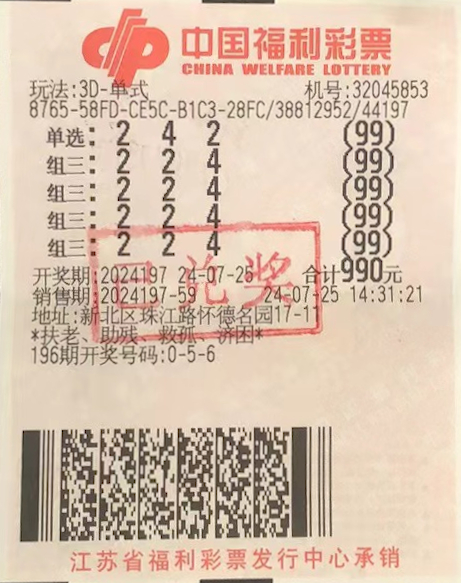 中国福利彩票
CHINA WELFARE LOTTERY
玩法:3D-单式 机号:32045853
8765-58FD-CE5C-B1C3-28FC/38812952/44197
单选: 2 4 2 (99)
组三: 2 2 4 (99)
组三: 2 2 4 (99)
组三: 2 2 4 (99)
组三: 2 2 4 (99)
已兑奖
开奖期:2024197 24-07-25 合计990元
销售期:2024197-59 24-07-25 14:31:21
地址:新北区珠江路怀德名园17-11
*扶老、助残、救孤、济困*
196期开奖号码:0-5-6
江苏省福利彩票发行中心承销